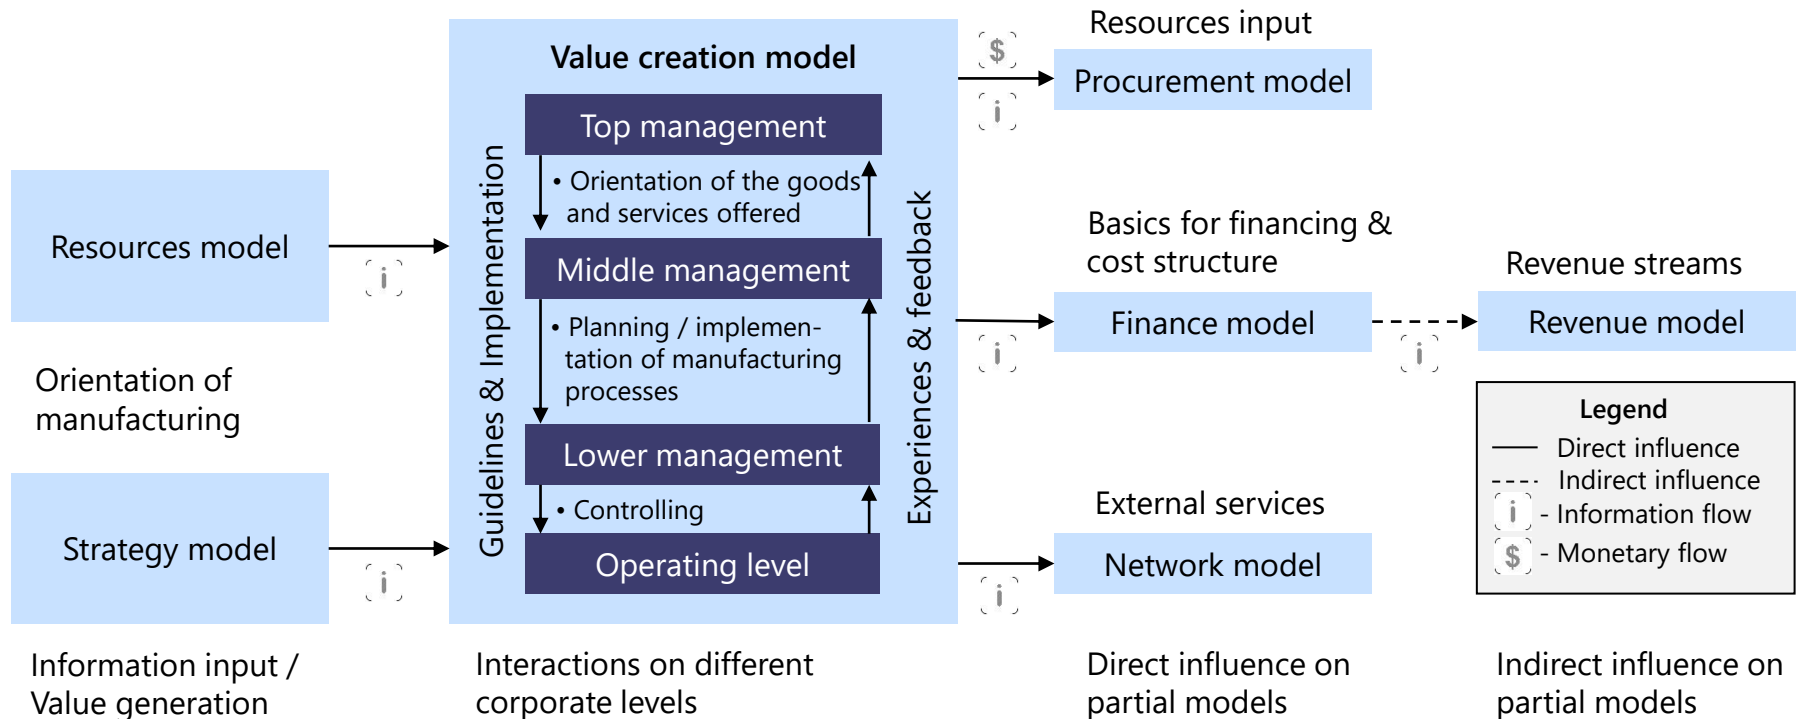 Resources model
i
Orientation of
manufacturing
Strategy model
i
Information input /
Value generation
Value creation model
Guidelines & Implementation
Top management
• Orientation of the goods
and services offered
Middle management
• Planning / implemen-
tation of manufacturing
processes
Lower management
• Controlling
Operating level
Experiences & feedback
Interactions on different
corporate levels
$
i
Resources input
Procurement model
i
Basics for financing &
cost structure
Finance model
i
Revenue streams
Revenue model
i
External services
Network model
Direct influence on
partial models
Legend
Direct influence
Indirect influence
i - Information flow
$ - Monetary flow
Indirect influence on
partial models